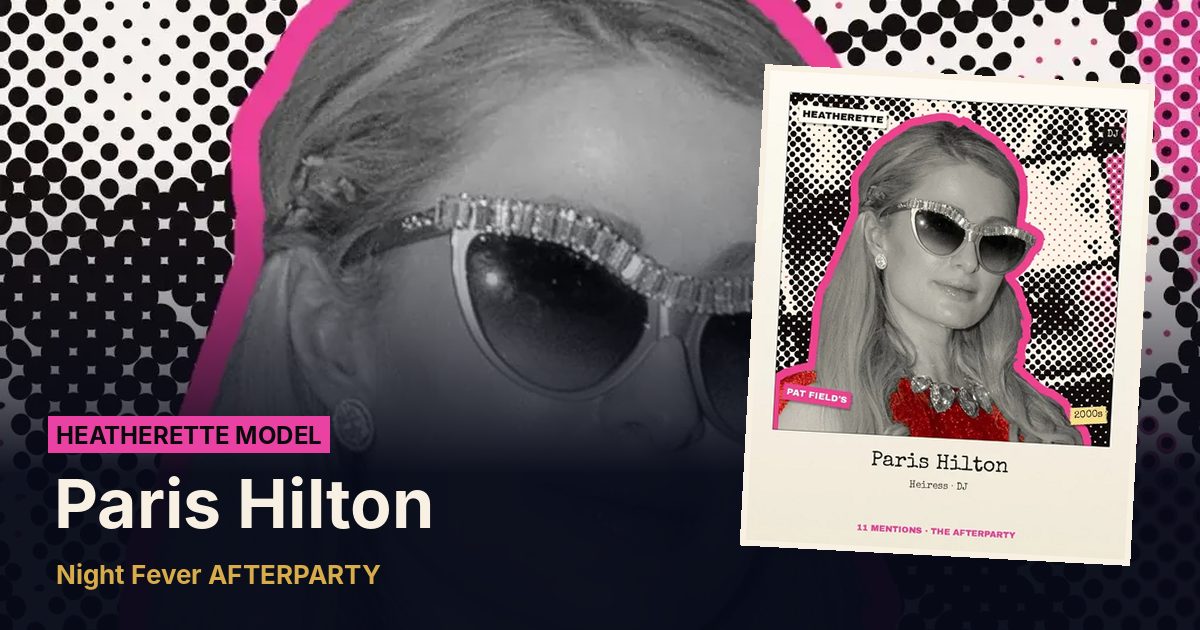 HEATHERETTE MODEL
Paris Hilton
Night Fever AFTERPARTY
HEATHERETTE
DJ
PAT FIELD'S
2000s
Paris Hilton
Heiress · DJ
11 MENTIONS · THE AFTERPARTY